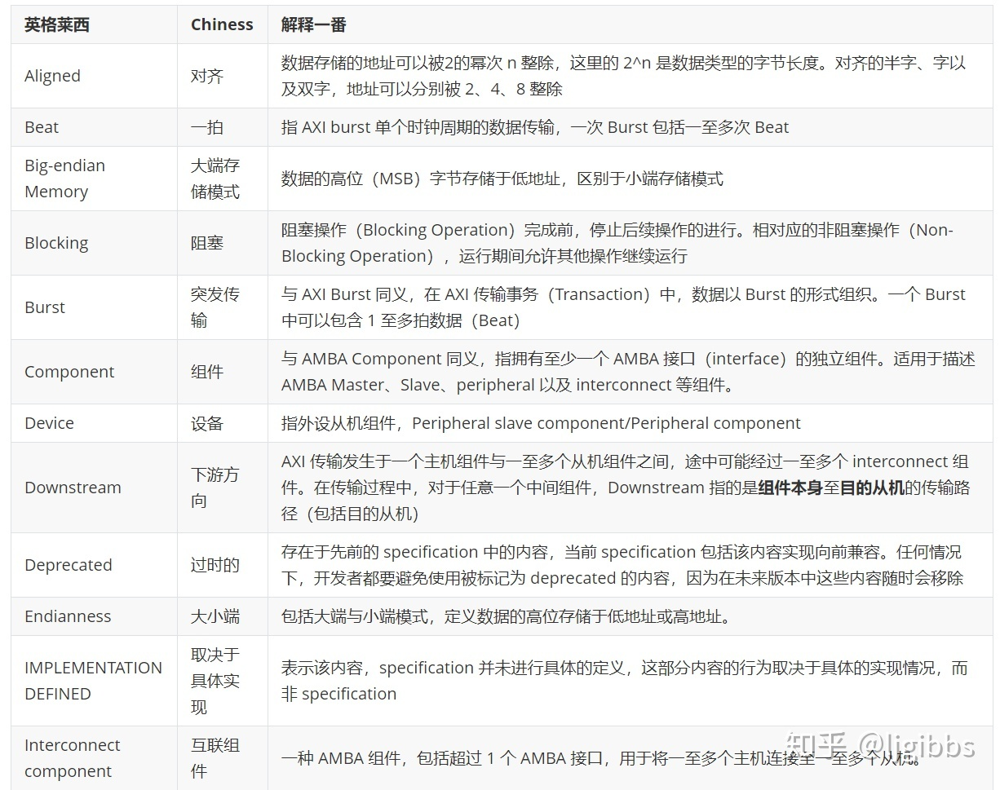 英格莱西 Chiness 解释一番
Aligned 对齐 数据存储的地址可以被2的幂次 n 整除，这里的 2^n 是数据类型的字节长度。对齐的半字、字以
及双字，地址可以分别被 2、4、8 整除
Beat 一拍 指 AXI burst 单个时钟周期的数据传输，一次 Burst 包括一至多次 Beat
Big-endian
Memory
大端存
储模式
数据的高位（MSB）字节存储于低地址，区别于小端存储模式
Blocking 阻塞 阻塞操作（Blocking Operation）完成前，停止后续操作的进行。相对应的非阻塞操作（Non-
Blocking Operation），运行期间允许其他操作继续运行
Burst
突发传
输
与 AXI Burst 同义，在 AXI 传输事务（Transaction）中，数据以 Burst 的形式组织。一个 Burst
中可以包含 1 至多拍数据（Beat）
Component 组件 与 AMBA Component 同义，指拥有至少一个 AMBA 接口（interface）的独立组件。适用于描述
AMBA Master、Slave、peripheral 以及 interconnect 等组件。
Device 设备 指外设从机组件，Peripheral slave component/Peripheral component
Downstream
下游方
向
AXI 传输发生于一个主机组件与一至多个从机组件之间，途中可能经过一至多个 interconnect 组
件。在传输过程中，对于任意一个中间组件，Downstream 指的是组件本身至目的从机的传输路
径（包括目的从机）
Deprecated 过时的 存在于先前的 specification 中的内容，当前 specification 包括该内容实现向前兼容。任何情况
下，开发者都要避免使用被标记为 deprecated 的内容，因为在未来版本中这些内容随时会移除
Endianness 大小端 包括大端与小端模式，定义数据的高位存储于低地址或高地址。
IMPLEMENTATION
DEFINED
取决于
具体实
现
表示该内容，specification 并未进行具体的定义，这部分内容的行为取决于具体的实现情况，而
非 specification
Interconnect
component
互联组
件
一种 AMBA 组件，包括超过 1 个 AMBA 接口，用于将一至多个主机连接至一至多个从机。
知乎 @ligibbs